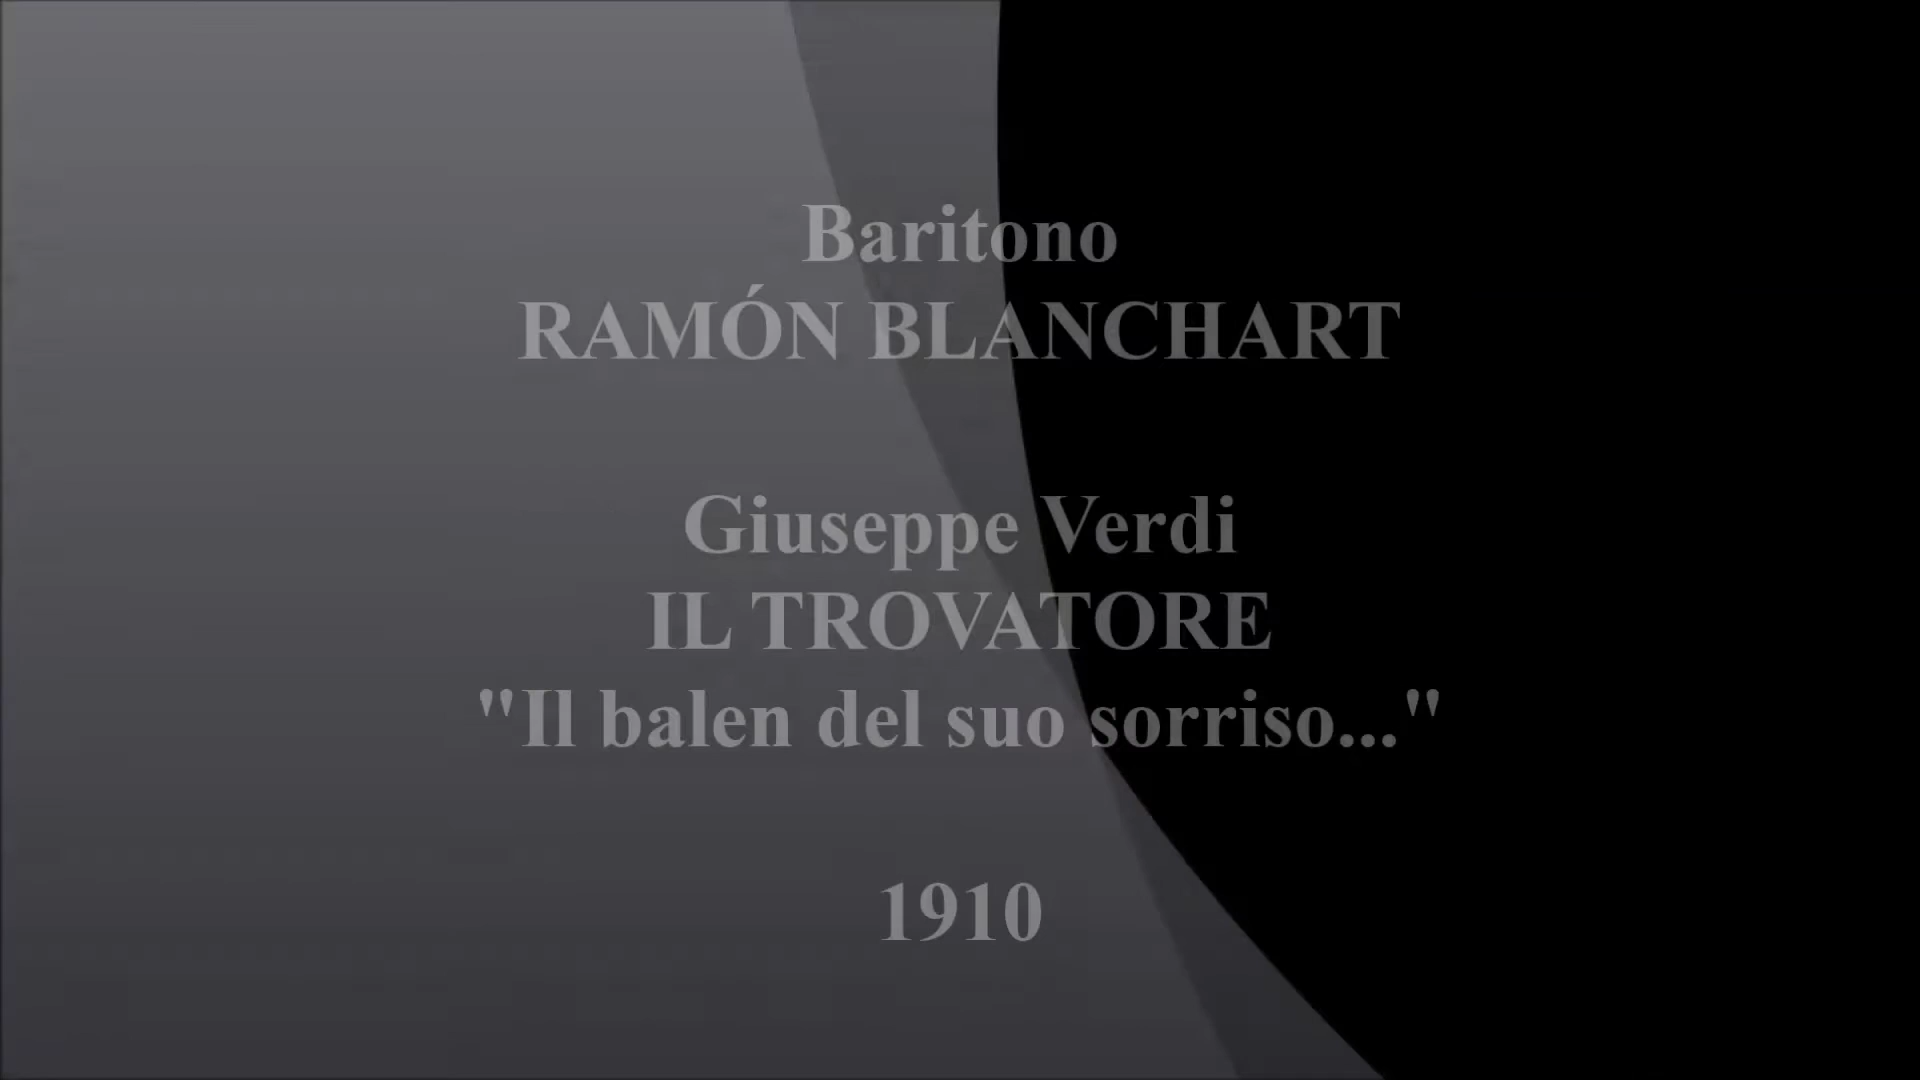 Baritono
RAMÓN BLANCHART
Giuseppe Verdi
IL TROVATORE
"Il balen del suo sorriso..."
1910